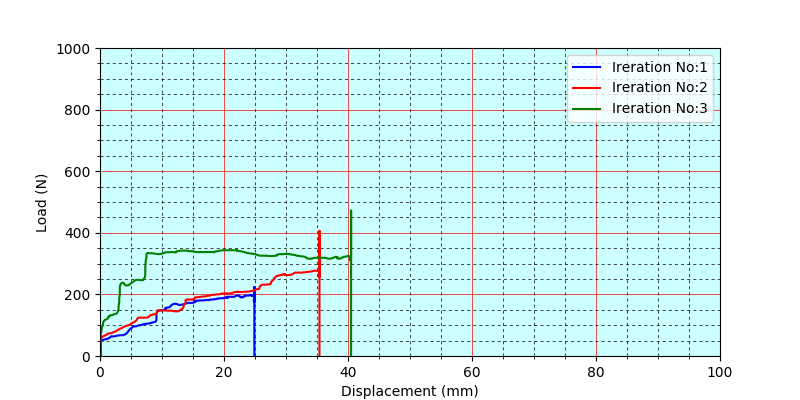 1000
800
600
400
200
0
0 20 40 60 80 100
Load (N)
Displacement (mm)
Ireration No:1
Ireration No:2
Ireration No:3